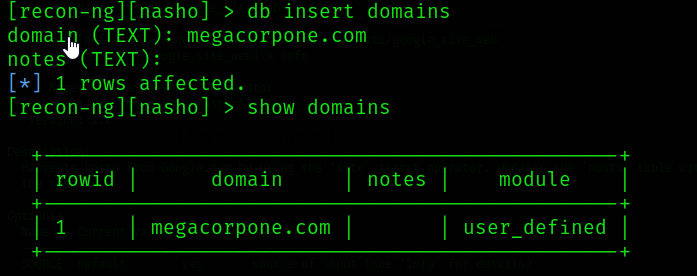 [recon-ng][nasho] > db insert domains
domain (TEXT): megacorpone.com
notes (TEXT):
[*] 1 rows affected.
[recon-ng][nasho] > show domains
+---------------------------------------------------+
| rowid | domain | notes | module |
+---------------------------------------------------+
| 1 | megacorpone.com | | user_defined |
+---------------------------------------------------+